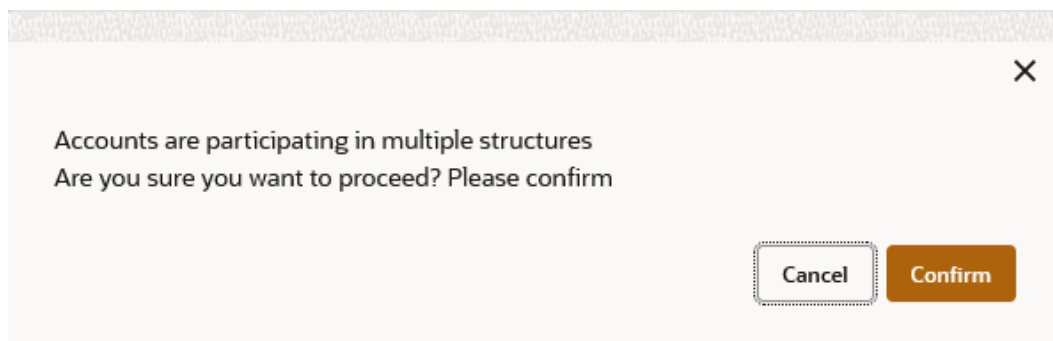 Accounts are participating in multiple structures
Are you sure you want to proceed? Please confirm
Cancel Confirm